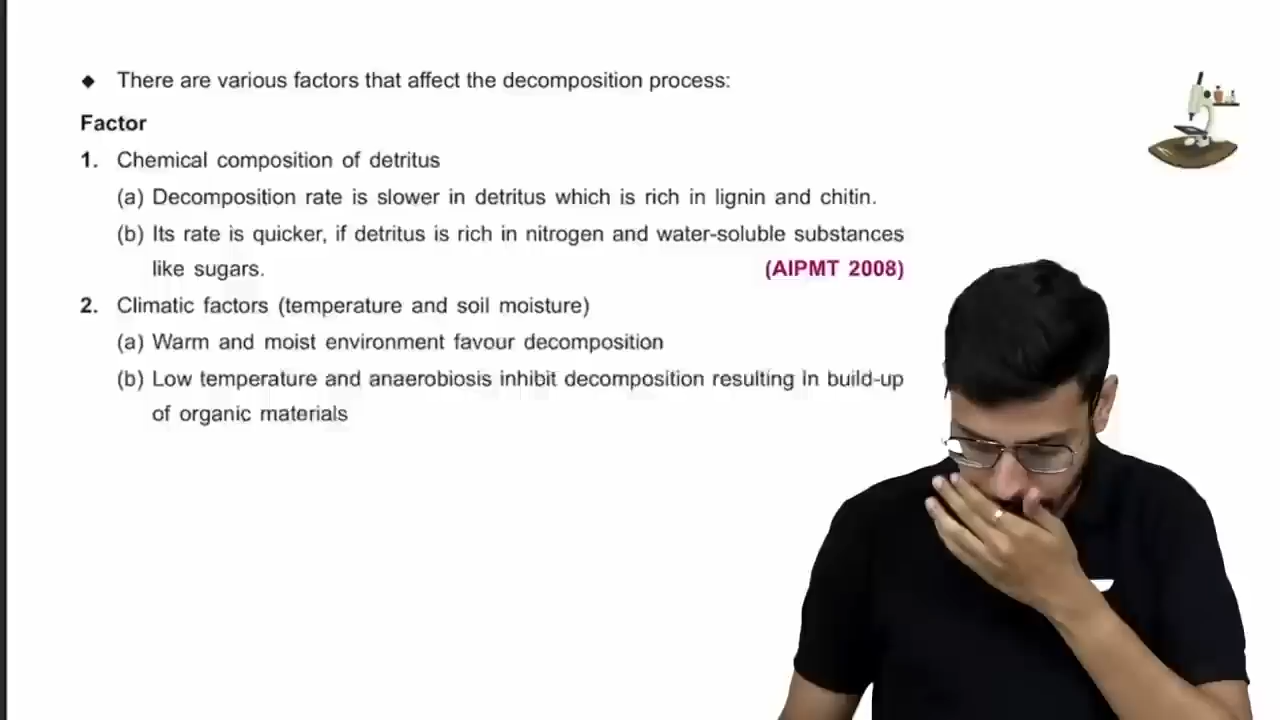 ◆ There are various factors that affect the decomposition process:
Factor
1. Chemical composition of detritus
(a) Decomposition rate is slower in detritus which is rich in lignin and chitin.
(b) Its rate is quicker, if detritus is rich in nitrogen and water-soluble substances
like sugars. (AIPMT 2008)
2. Climatic factors (temperature and soil moisture)
(a) Warm and moist environment favour decomposition
(b) Low temperature and anaerobiosis inhibit decomposition resulting in build-up
of organic materials